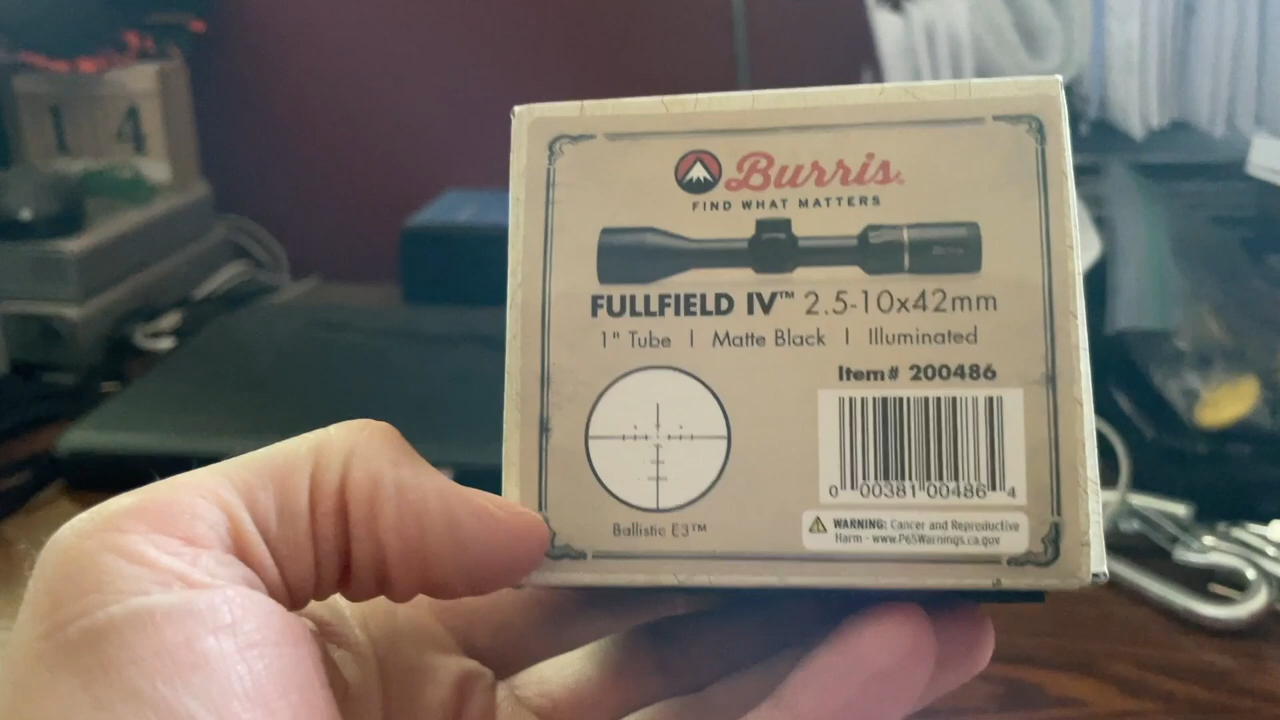 1 4
Burris.
FIND WHAT MATTERS
FULLFIELD IV™ 2.5-10x42mm
1" Tube | Matte Black | Illuminated
Item# 200486
0 00381 00486 4
Ballistic E3™
WARNING: Cancer and Reproductive
Harm - www.P65Warnings.ca.gov